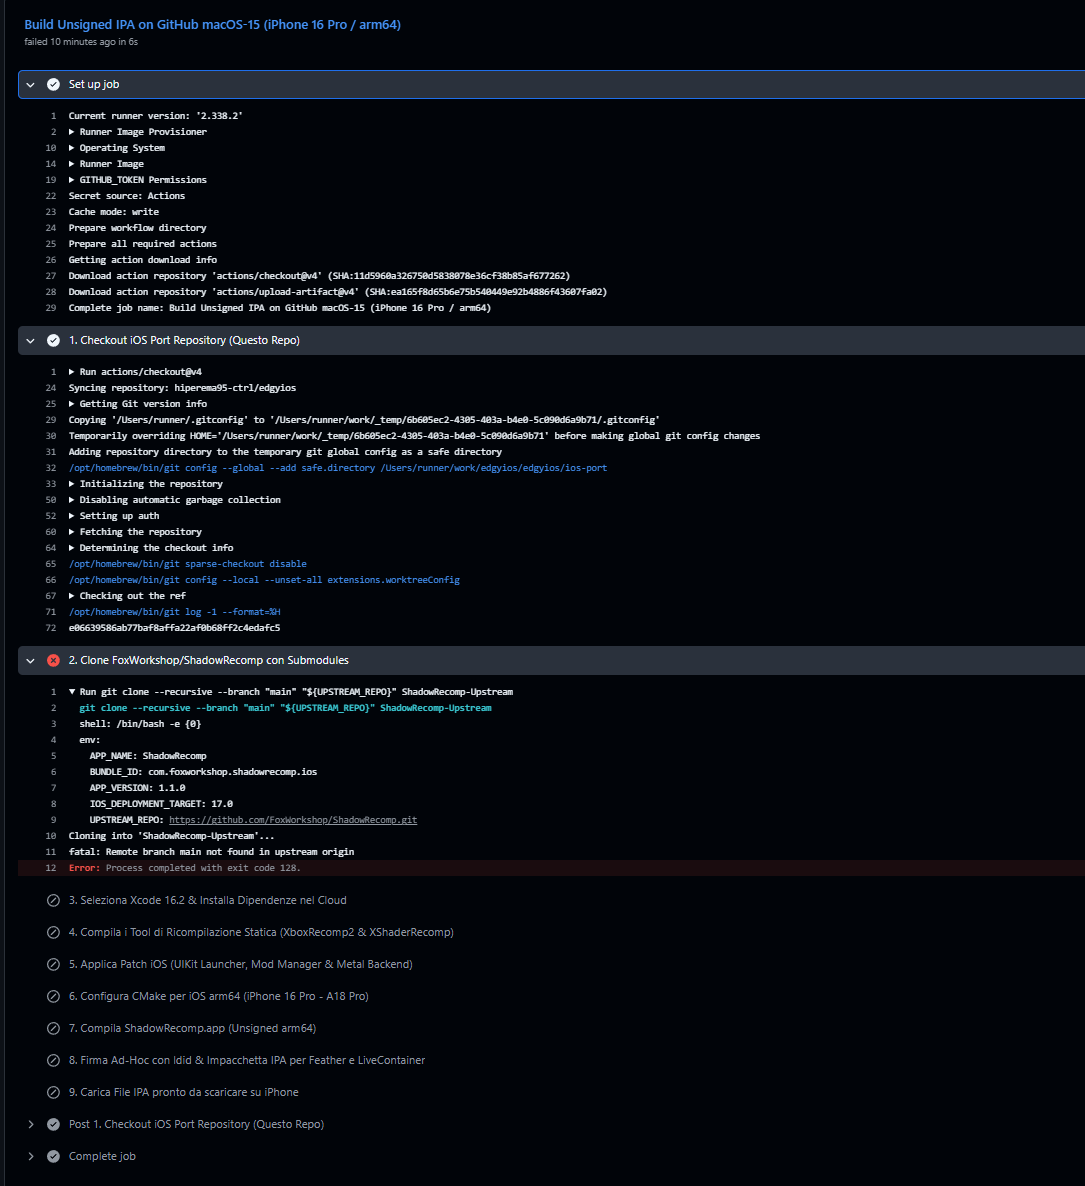 Build Unsigned IPA on GitHub macOS-15 (iPhone 16 Pro / arm64)
failed 10 minutes ago in 6s
Set up job
1 Current runner version: '2.338.2'
2 ▶ Runner Image Provisioner
10 ▶ Operating System
14 ▶ Runner Image
19 ▶ GITHUB_TOKEN Permissions
22 Secret source: Actions
23 Cache mode: write
24 Prepare workflow directory
25 Prepare all required actions
26 Getting action download info
27 Download action repository 'actions/checkout@v4' (SHA:11d5960a326750d5838078e36cf38b85af677262)
28 Download action repository 'actions/upload-artifact@v4' (SHA:ea165f8d65b6e75b540449e92b4886f43607fa02)
29 Complete job name: Build Unsigned IPA on GitHub macOS-15 (iPhone 16 Pro / arm64)
1. Checkout iOS Port Repository (Questo Repo)
1 ▶ Run actions/checkout@v4
24 Syncing repository: hiperema95-ctrl/edgyios
25 ▶ Getting Git version info
29 Copying '/Users/runner/.gitconfig' to '/Users/runner/work/_temp/6b605ec2-4305-403a-b4e0-5c090d6a9b71/.gitconfig'
30 Temporarily overriding HOME='/Users/runner/work/_temp/6b605ec2-4305-403a-b4e0-5c090d6a9b71' before making global git config changes
31 Adding repository directory to the temporary git global config as a safe directory
32 /opt/homebrew/bin/git config --global --add safe.directory /Users/runner/work/edgyios/edgyios/ios-port
33 ▶ Initializing the repository
50 ▶ Disabling automatic garbage collection
52 ▶ Setting up auth
60 ▶ Fetching the repository
64 ▶ Determining the checkout info
65 /opt/homebrew/bin/git sparse-checkout disable
66 /opt/homebrew/bin/git config --local --unset-all extensions.worktreeConfig
67 ▶ Checking out the ref
71 /opt/homebrew/bin/git log -1 --format=%H
72 e06639586ab77baf8affa22af0b68ff2c4edafc5
2. Clone FoxWorkshop/ShadowRecomp con Submodules
1 ▼ Run git clone --recursive --branch "main" "${UPSTREAM_REPO}" ShadowRecomp-Upstream
2 git clone --recursive --branch "main" "${UPSTREAM_REPO}" ShadowRecomp-Upstream
3 shell: /bin/bash -e {0}
4 env:
5 APP_NAME: ShadowRecomp
6 BUNDLE_ID: com.foxworkshop.shadowrecomp.ios
7 APP_VERSION: 1.1.0
8 IOS_DEPLOYMENT_TARGET: 17.0
9 UPSTREAM_REPO: https://github.com/FoxWorkshop/ShadowRecomp.git
10 Cloning into 'ShadowRecomp-Upstream'...
11 fatal: Remote branch main not found in upstream origin
12 Error: Process completed with exit code 128.
3. Seleziona Xcode 16.2 & Installa Dipendenze nel Cloud
4. Compila i Tool di Ricompilazione Statica (XboxRecomp2 & XShaderRecomp)
5. Applica Patch iOS (UIKit Launcher, Mod Manager & Metal Backend)
6. Configura CMake per iOS arm64 (iPhone 16 Pro - A18 Pro)
7. Compila ShadowRecomp.app (Unsigned arm64)
8. Firma Ad-Hoc con ldid & Impacchetta IPA per Feather e LiveContainer
9. Carica File IPA pronto da scaricare su iPhone
Post 1. Checkout iOS Port Repository (Questo Repo)
Complete job